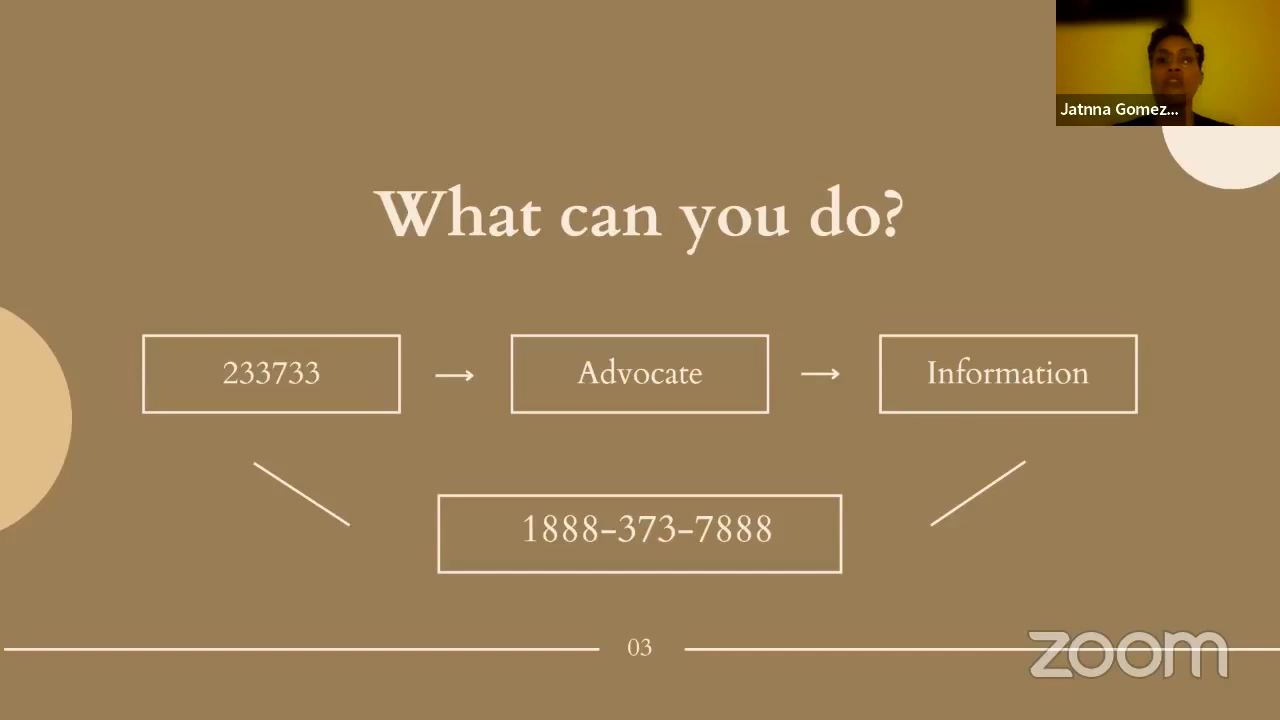 Jatnna Gomez...
What can you do?
233733 → Advocate → Information
1888-373-7888
03
zoom